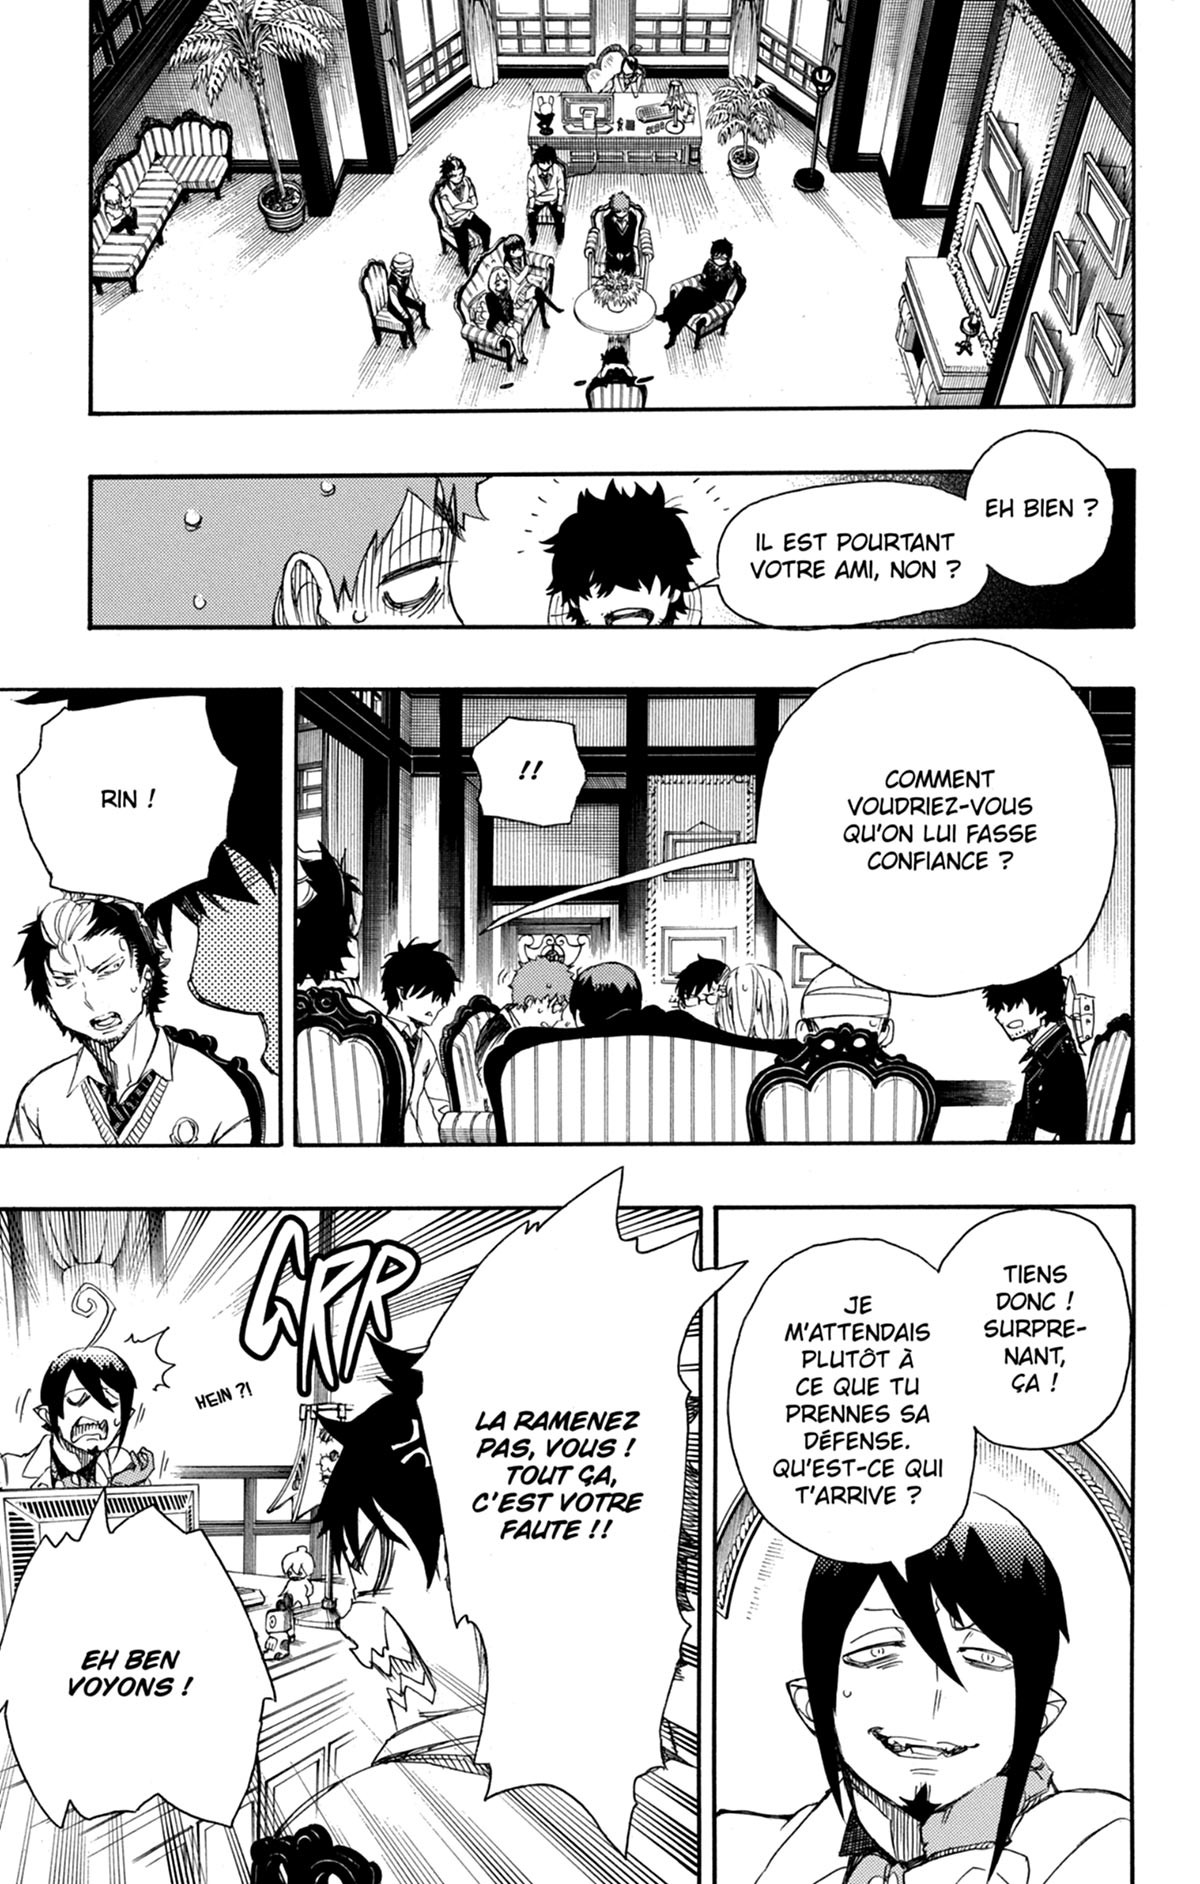 EH BIEN ?
IL EST POURTANT
VOTRE AMI, NON ?
COMMENT
VOUDRIEZ-VOUS
QU'ON LUI FASSE
CONFIANCE ?
!!
RIN !
TIENS
DONC !
SURPRE-
NANT,
ÇA !
JE
M'ATTENDAIS
PLUTÔT À
CE QUE TU
PRENNES SA
DÉFENSE.
QU'EST-CE QUI
T'ARRIVE ?
LA RAMENEZ
PAS, VOUS !
TOUT ÇA,
C'EST VOTRE
FAUTE !!
GRR
HEIN ?!
EH BEN
VOYONS !